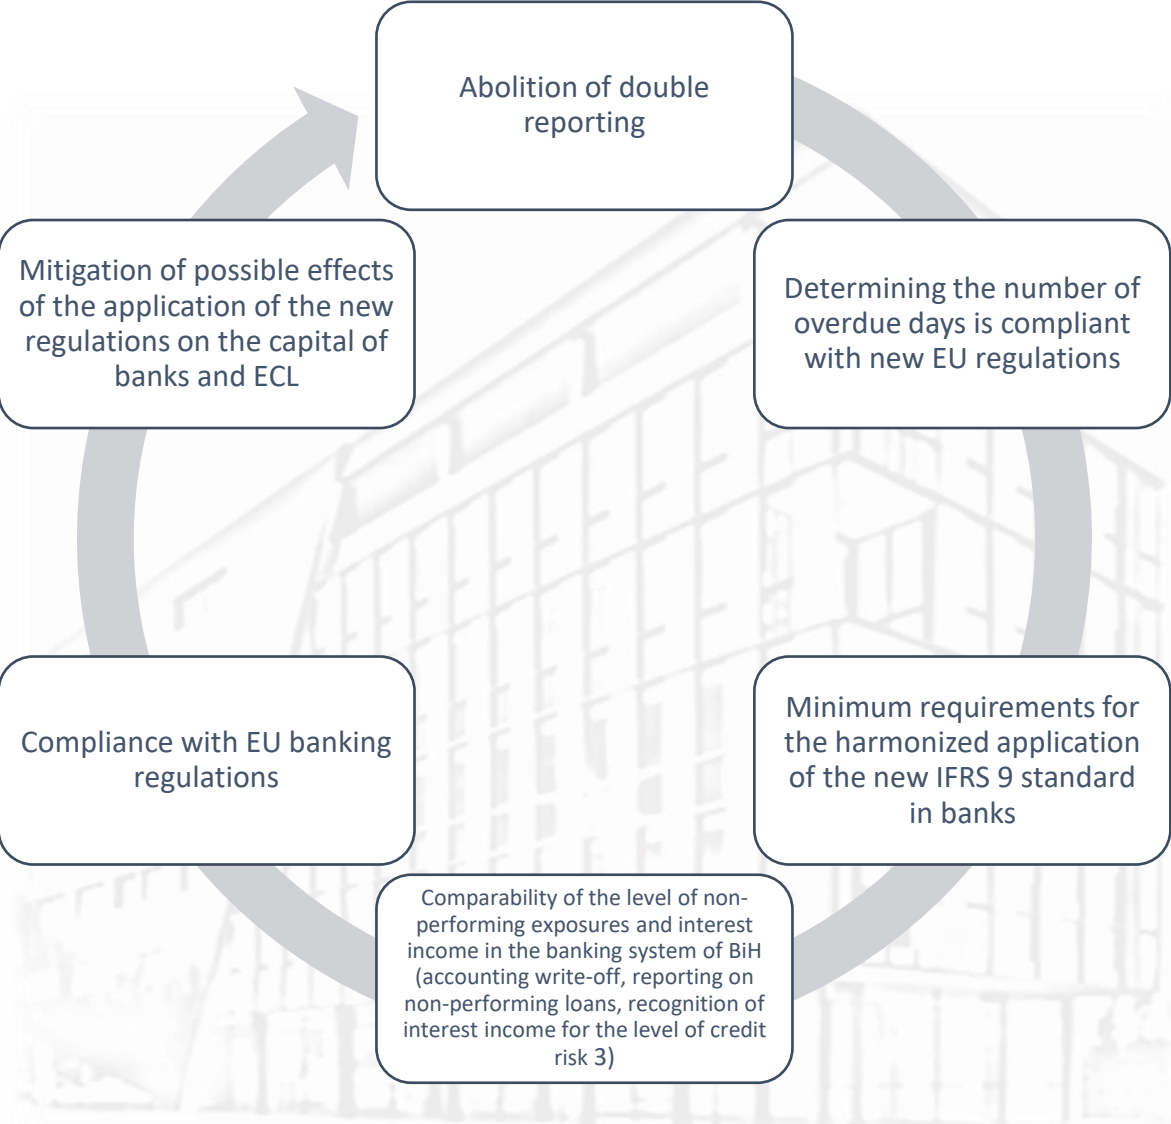 Abolition of double
reporting
Determining the number of
overdue days is compliant
with new EU regulations
Minimum requirements for
the harmonized application
of the new IFRS 9 standard
in banks
Comparability of the level of non-
performing exposures and interest
income in the banking system of BiH
(accounting write-off, reporting on
non-performing loans, recognition of
interest income for the level of credit
risk 3)
Compliance with EU banking
regulations
Mitigation of possible effects
of the application of the new
regulations on the capital of
banks and ECL